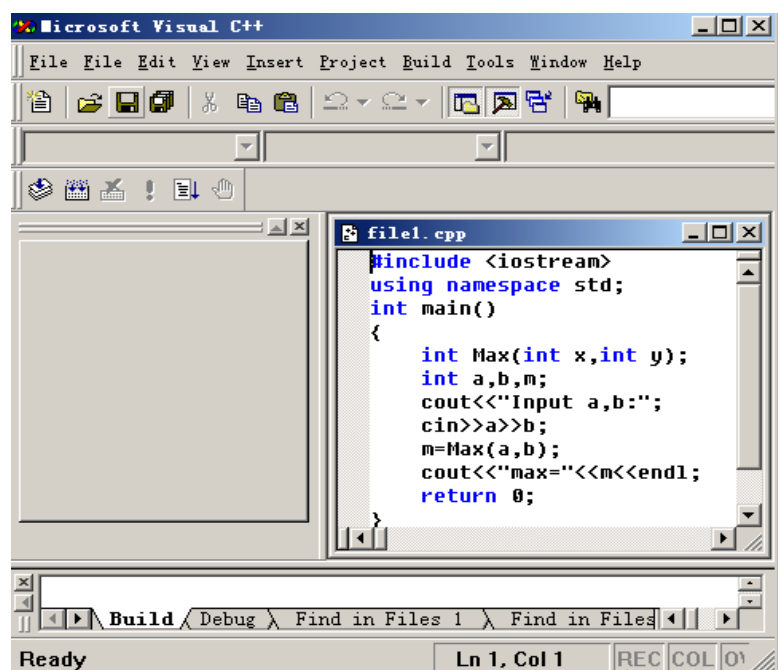 Microsoft Visual C++
File File Edit View Insert Project Build Tools Window Help
file1.cpp
#include <iostream>
using namespace std;
int main()
{
    int Max(int x,int y);
    int a,b,m;
    cout<<"Input a,b:";
    cin>>a>>b;
    m=Max(a,b);
    cout<<"max="<<m<<endl;
    return 0;
}
Build Debug Find in Files 1 Find in Files
Ready Ln 1, Col 1 REC COL